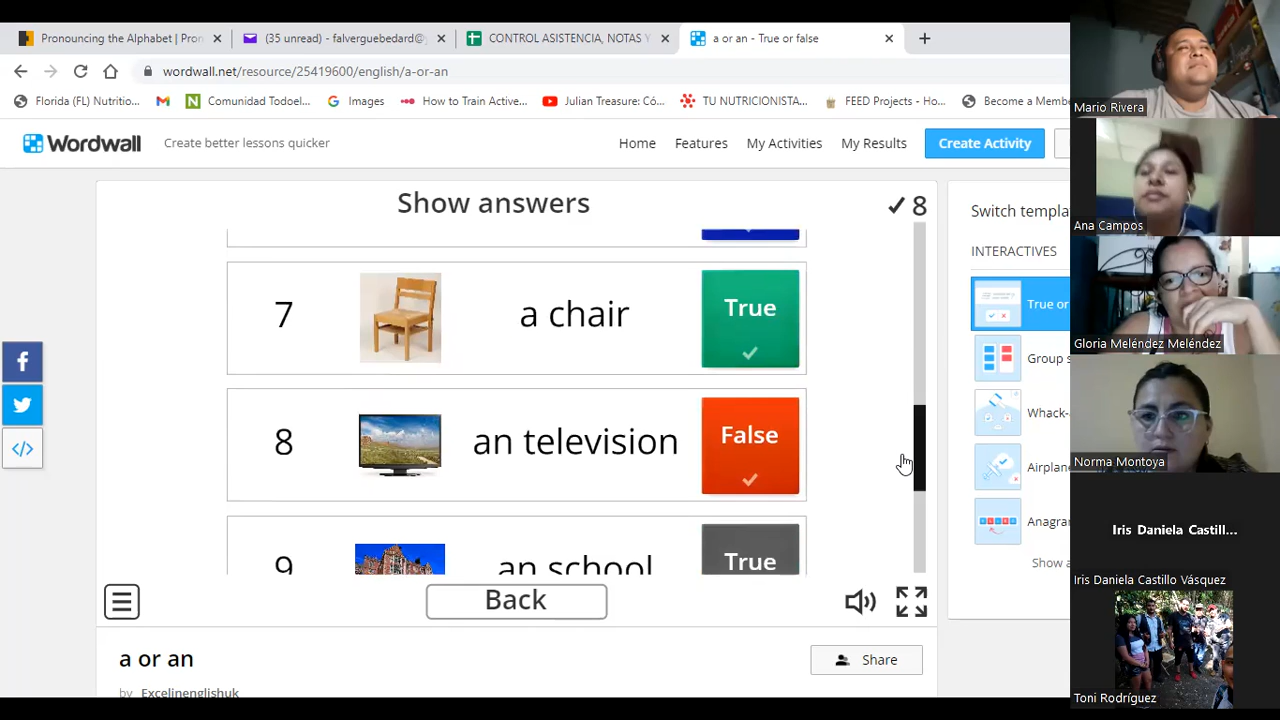 Pronouncing the Alphabet | Pron
(35 unread) - falverguebedard@
CONTROL ASISTENCIA, NOTAS Y
a or an - True or false
wordwall.net/resource/25419600/english/a-or-an
Florida (FL) Nutritio...
Comunidad Todoel...
Images
How to Train Active...
Julian Treasure: Có...
TU NUTRICIONISTA...
FEED Projects - Ho...
Become a Membe
Wordwall
Create better lessons quicker
Home
Features
My Activities
My Results
Create Activity
Show answers
8
7
a chair
True
8
an television
False
9
an school
True
Back
a or an
by Excelinenglishuk
Share
Switch templa
INTERACTIVES
True or
Group s
Whack-
Airplane
Anagra
Show a
Mario Rivera
Ana Campos
Gloria Meléndez Meléndez
Norma Montoya
Iris Daniela Castill...
Iris Daniela Castillo Vásquez
Toni Rodríguez